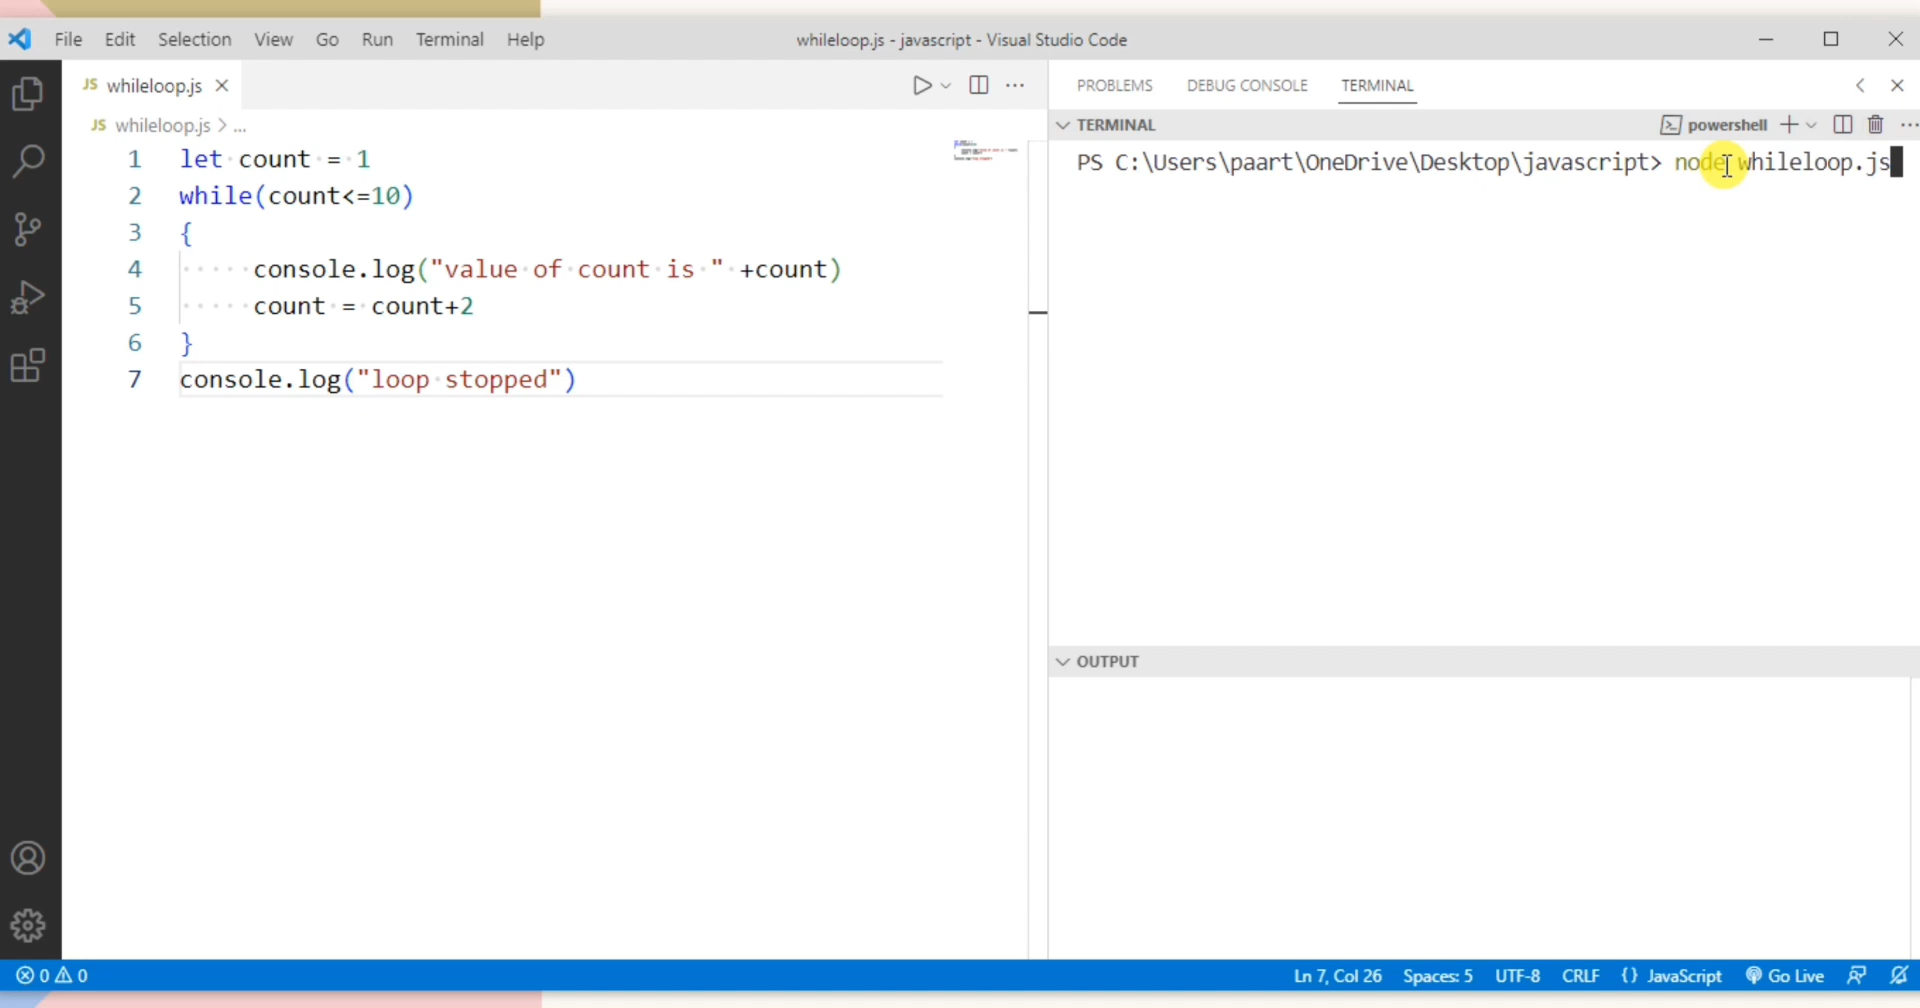 File Edit Selection View Go Run Terminal Help
whileloop.js - javascript - Visual Studio Code
JS whileloop.js
JS whileloop.js > ...
1 let count = 1
2 while(count<=10)
3 {
4 console.log("value of count is " +count)
5 count = count+2
6 }
7 console.log("loop stopped")
PROBLEMS DEBUG CONSOLE TERMINAL
TERMINAL
powershell
PS C:\Users\paart\OneDrive\Desktop\javascript> node whileloop.js
OUTPUT
0 0
Ln 7, Col 26 Spaces: 5 UTF-8 CRLF {} JavaScript Go Live